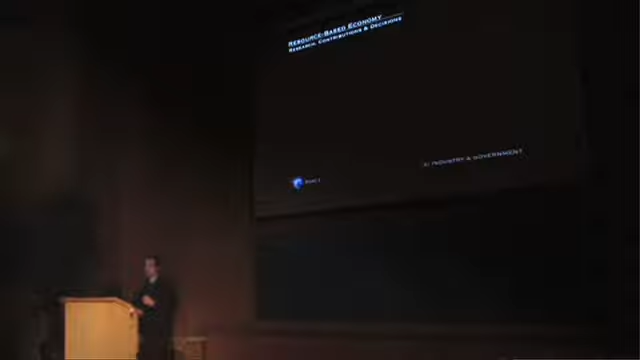 RESOURCE-BASED ECONOMY
RESEARCH, CONTRIBUTIONS & DECISIONS
INDUSTRY & GOVERNMENT